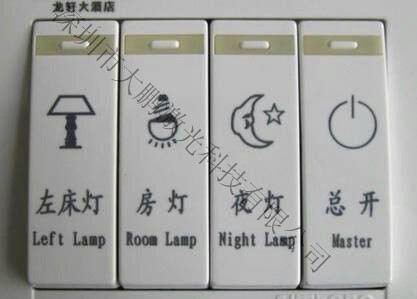 龙轩大酒店
左床灯
Left Lamp
房灯
Room Lamp
夜灯
Night Lamp
总开
Master
深圳市大鹏激光科技有限公司